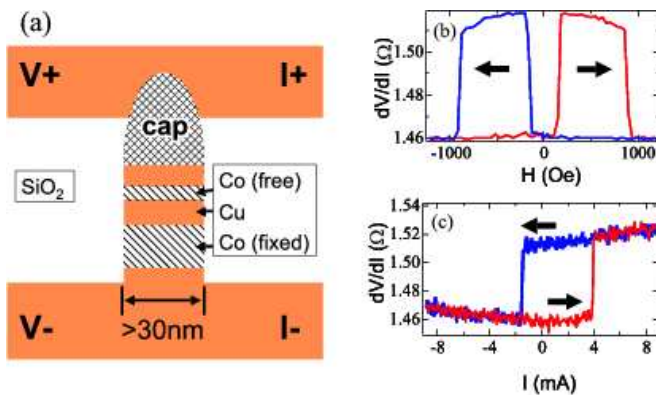 (a)
V+ I+
cap
SiO₂
Co (free)
Cu
Co (fixed)
V- >30nm I-
(b)
dV/dI (Ω)
1.50
1.48
1.46
-1000 0 1000
H (Oe)
(c)
dV/dI (Ω)
1.54
1.52
1.50
1.48
1.46
-8 -4 0 4 8
I (mA)